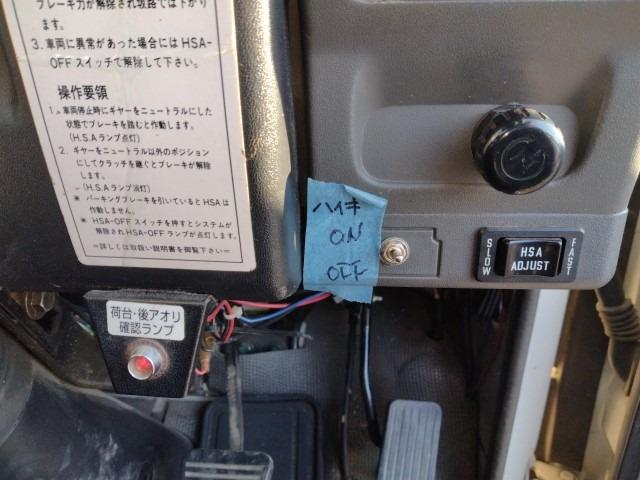 ブレーキ力が解除され坂路では下がり
ます。
3. 車両に異常があった場合にはHSA-
OFFスイッチで解除して下さい。
操作要領
1. 車両停止時にギヤーをニュートラルにした
状態でブレーキを踏むと作動します。
(H.S.Aランプ点灯)
2. ギヤーをニュートラル以外のポジション
にしてクラッチを継ぐとブレーキが解除
します。
(H.S.Aランプ消灯)
* パーキングブレーキを引いているとHSAは
作動しません。
* HSA-OFFスイッチを押すとシステムが
解除されHSA-OFFランプが点灯します。
=詳しくは取扱い説明書を御覧下さい=
ハイキ
ON
OFF
SLOW
HSA
ADJUST
FAST
荷台・後アオリ
確認ランプ